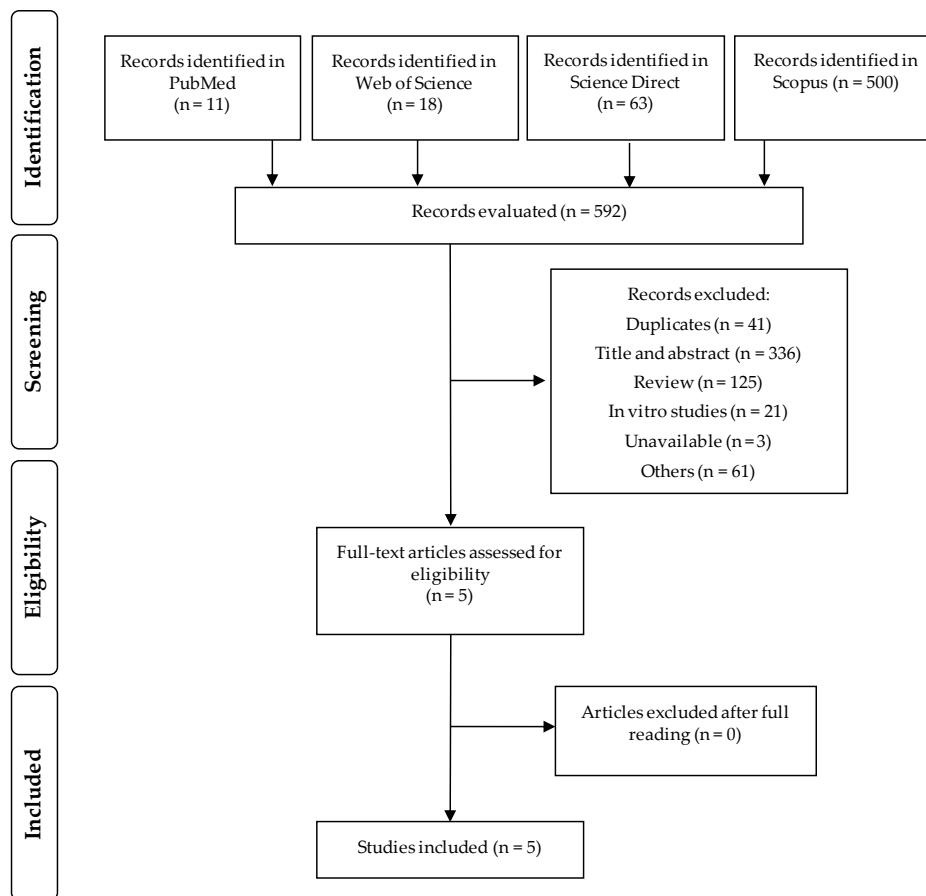 Identification
Records identified in
PubMed
(n = 11)
Records identified in
Web of Science
(n = 18)
Records identified in
Science Direct
(n = 63)
Records identified in
Scopus (n = 500)
Records evaluated (n = 592)
Screening
Records excluded:
Duplicates (n = 41)
Title and abstract (n = 336)
Review (n = 125)
In vitro studies (n = 21)
Unavailable (n = 3)
Others (n = 61)
Eligibility
Full-text articles assessed for
eligibility
(n = 5)
Included
Articles excluded after full
reading (n = 0)
Studies included (n = 5)